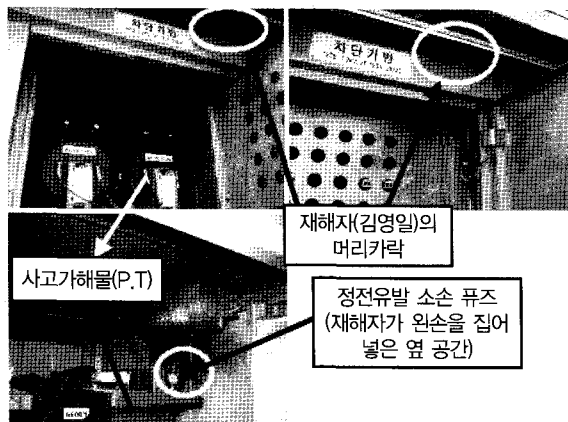 차단기반
차단기반
재해자(김영일)의
머리카락
사고가해물(P.T)
정전유발 소손 퓨즈
(재해자가 왼손을 집어
넣은 옆 공간)